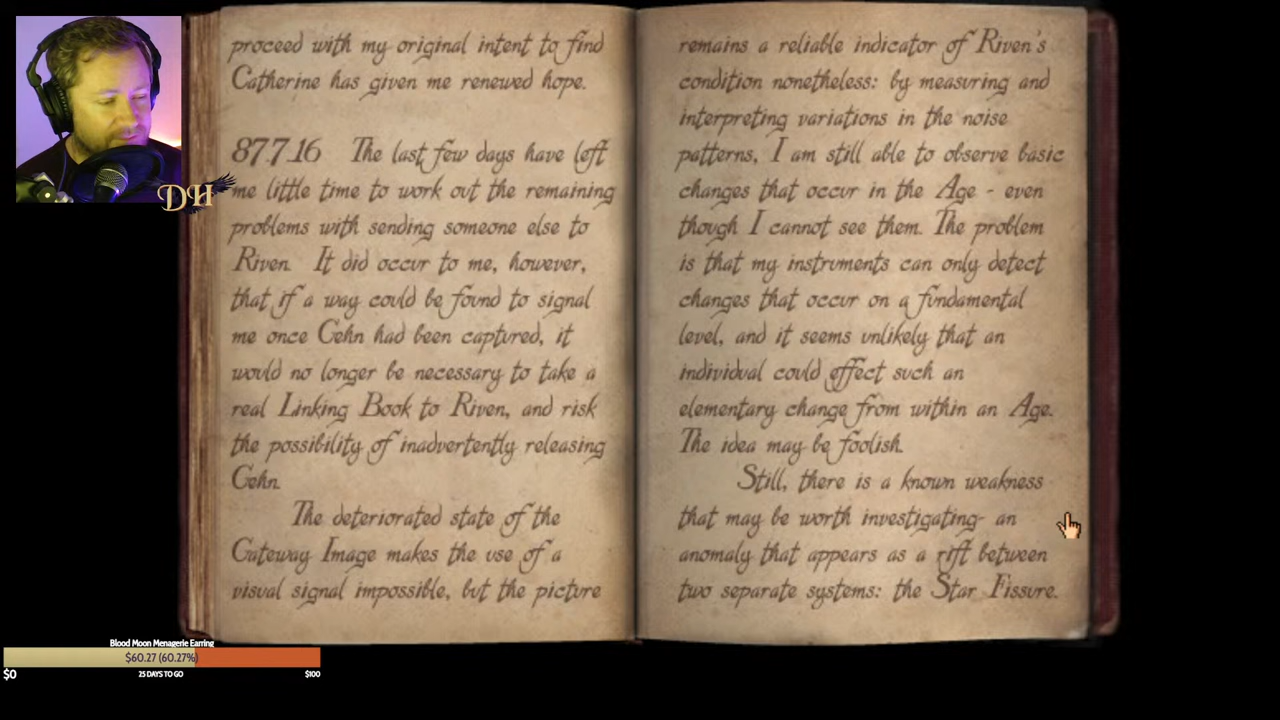 proceed with my original intent to find
Catherine has given me renewed hope.
87.7.16 The last few days have left
me little time to work out the remaining
problems with sending someone else to
Riven. It did occur to me, however,
that if a way could be found to signal
me once Gehn had been captured, it
would no longer be necessary to take a
real Linking Book to Riven, and risk
the possibility of inadvertently releasing
Gehn.
The deteriorated state of the
Gateway Image makes the use of a
visual signal impossible, but the picture
remains a reliable indicator of Riven's
condition nonetheless: by measuring and
interpreting variations in the noise
patterns, I am still able to observe basic
changes that occur in the Age - even
though I cannot see them. The problem
is that my instruments can only detect
changes that occur on a fundamental
level, and it seems unlikely that an
individual could effect such an
elementary change from within an Age.
The idea may be foolish.
Still, there is a known weakness
that may be worth investigating- an
anomaly that appears as a rift between
two separate systems: the Star Fissure.
DH
Blood Moon Menagerie Earring
$60.27 (60.27%)
$0 25 DAYS TO GO $100